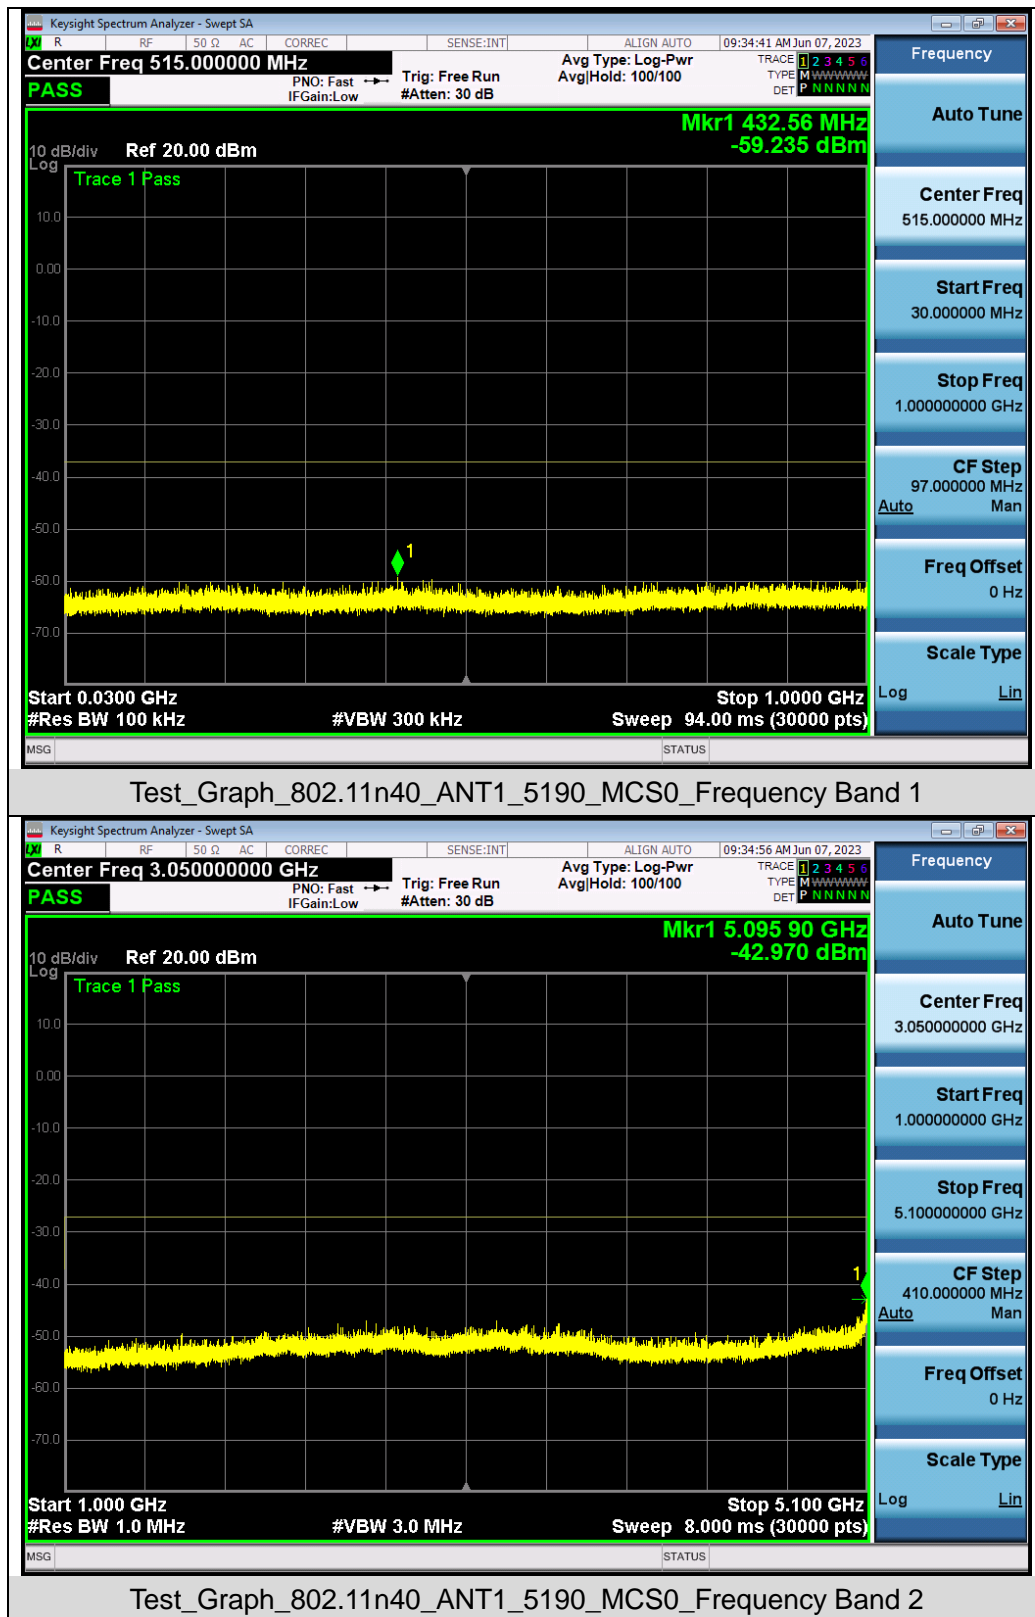 Keysight Spectrum Analyzer - Swept SA
LXI R RF 50 Ω AC CORREC SENSE:INT ALIGN AUTO 09:34:41 AM Jun 07, 2023
Center Freq 515.000000 MHz
PASS
PNO: Fast
IFGain:Low
Trig: Free Run
#Atten: 30 dB
Avg Type: Log-Pwr
Avg|Hold: 100/100
TRACE 1 2 3 4 5 6
TYPE M WWWWW
DET P N N N N N
Mkr1 432.56 MHz
-59.235 dBm
10 dB/div Ref 20.00 dBm
Log
Trace 1 Pass
10.0
0.00
-10.0
-20.0
-30.0
-40.0
-50.0
-60.0
-70.0
1
Start 0.0300 GHz Stop 1.0000 GHz
#Res BW 100 kHz #VBW 300 kHz Sweep 94.00 ms (30000 pts)
MSG STATUS
Frequency
Auto Tune
Center Freq
515.000000 MHz
Start Freq
30.000000 MHz
Stop Freq
1.000000000 GHz
CF Step
97.000000 MHz
Auto Man
Freq Offset
0 Hz
Scale Type
Log Lin
Test_Graph_802.11n40_ANT1_5190_MCS0_Frequency Band 1
Keysight Spectrum Analyzer - Swept SA
LXI R RF 50 Ω AC CORREC SENSE:INT ALIGN AUTO 09:34:56 AM Jun 07, 2023
Center Freq 3.050000000 GHz
PASS
PNO: Fast
IFGain:Low
Trig: Free Run
#Atten: 30 dB
Avg Type: Log-Pwr
Avg|Hold: 100/100
TRACE 1 2 3 4 5 6
TYPE M WWWWW
DET P N N N N N
Mkr1 5.095 90 GHz
-42.970 dBm
10 dB/div Ref 20.00 dBm
Log
Trace 1 Pass
10.0
0.00
-10.0
-20.0
-30.0
-40.0
-50.0
-60.0
-70.0
1
Start 1.000 GHz Stop 5.100 GHz
#Res BW 1.0 MHz #VBW 3.0 MHz Sweep 8.000 ms (30000 pts)
MSG STATUS
Frequency
Auto Tune
Center Freq
3.050000000 GHz
Start Freq
1.000000000 GHz
Stop Freq
5.100000000 GHz
CF Step
410.000000 MHz
Auto Man
Freq Offset
0 Hz
Scale Type
Log Lin
Test_Graph_802.11n40_ANT1_5190_MCS0_Frequency Band 2